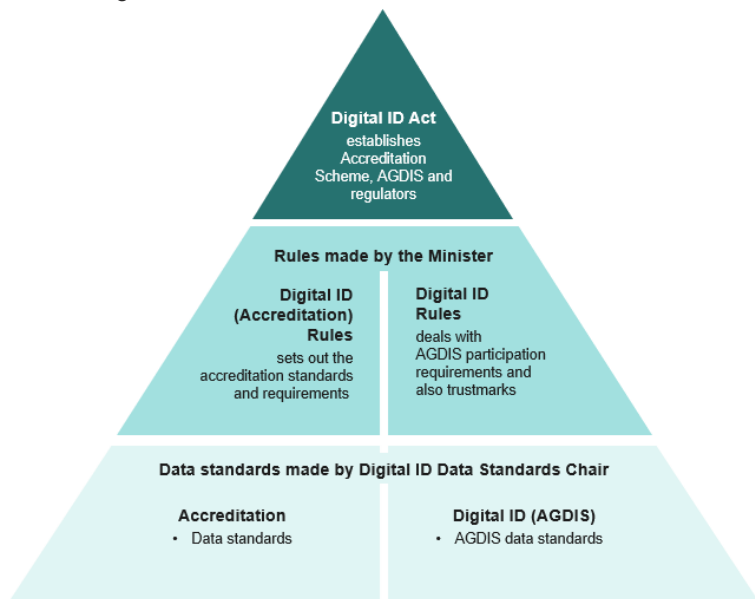 Digital ID Act
establishes
Accreditation
Scheme, AGDIS and
regulators
Rules made by the Minister
Digital ID
(Accreditation)
Rules
sets out the
accreditation standards
and requirements
Digital ID
Rules
deals with
AGDIS participation
requirements and
also trustmarks
Data standards made by Digital ID Data Standards Chair
Accreditation
• Data standards
Digital ID (AGDIS)
• AGDIS data standards